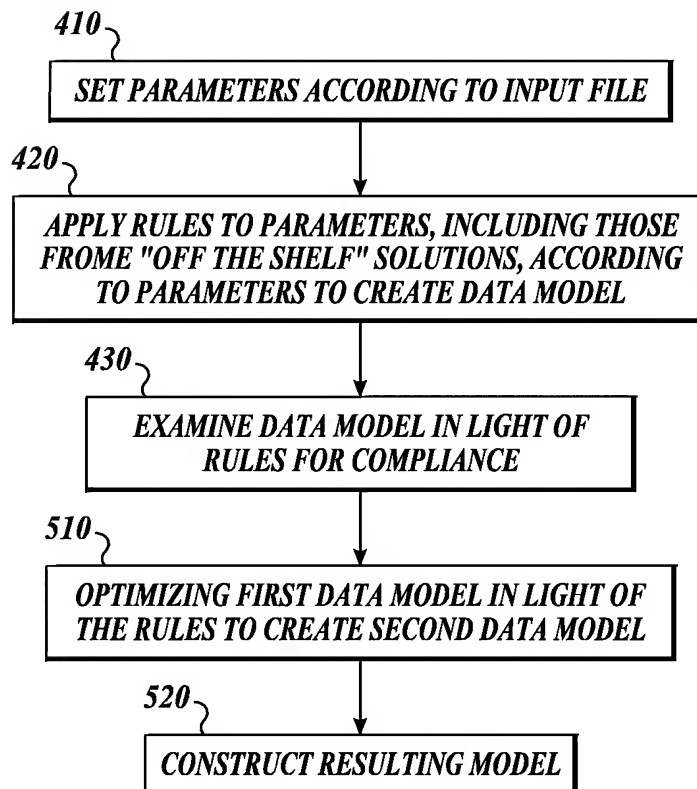 410
SET PARAMETERS ACCORDING TO INPUT FILE
420
APPLY RULES TO PARAMETERS, INCLUDING THOSE
FROME "OFF THE SHELF" SOLUTIONS, ACCORDING
TO PARAMETERS TO CREATE DATA MODEL
430
EXAMINE DATA MODEL IN LIGHT OF
RULES FOR COMPLIANCE
510
OPTIMIZING FIRST DATA MODEL IN LIGHT OF
THE RULES TO CREATE SECOND DATA MODEL
520
CONSTRUCT RESULTING MODEL